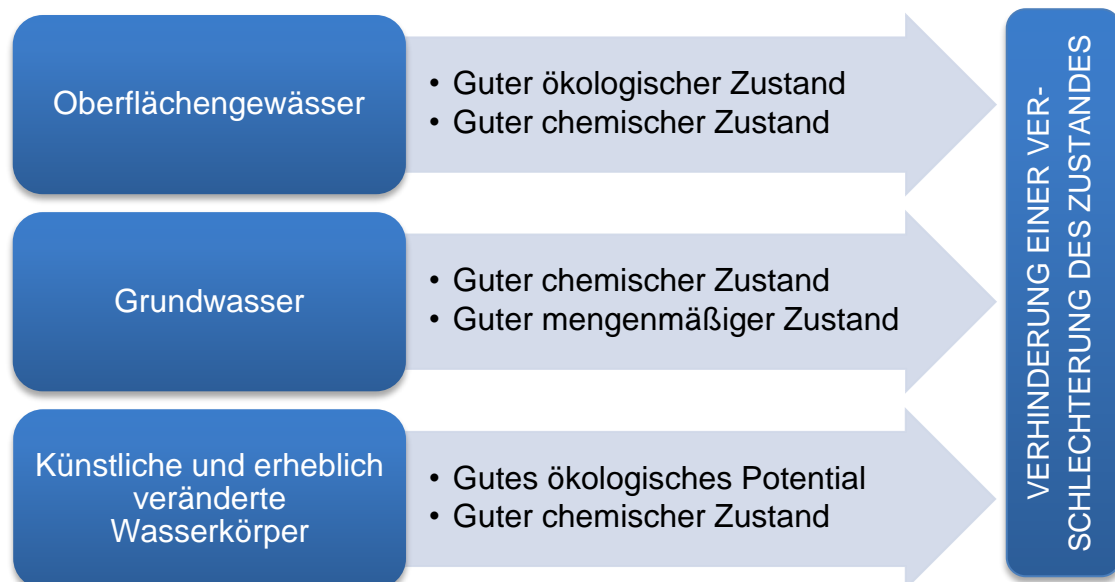 Oberflächengewässer
• Guter ökologischer Zustand
• Guter chemischer Zustand
Grundwasser
• Guter chemischer Zustand
• Guter mengenmäßiger Zustand
Künstliche und erheblich
veränderte
Wasserkörper
• Gutes ökologisches Potential
• Guter chemischer Zustand
VERHINDERUNG EINER VER-
SCHLECHTERUNG DES ZUSTANDES